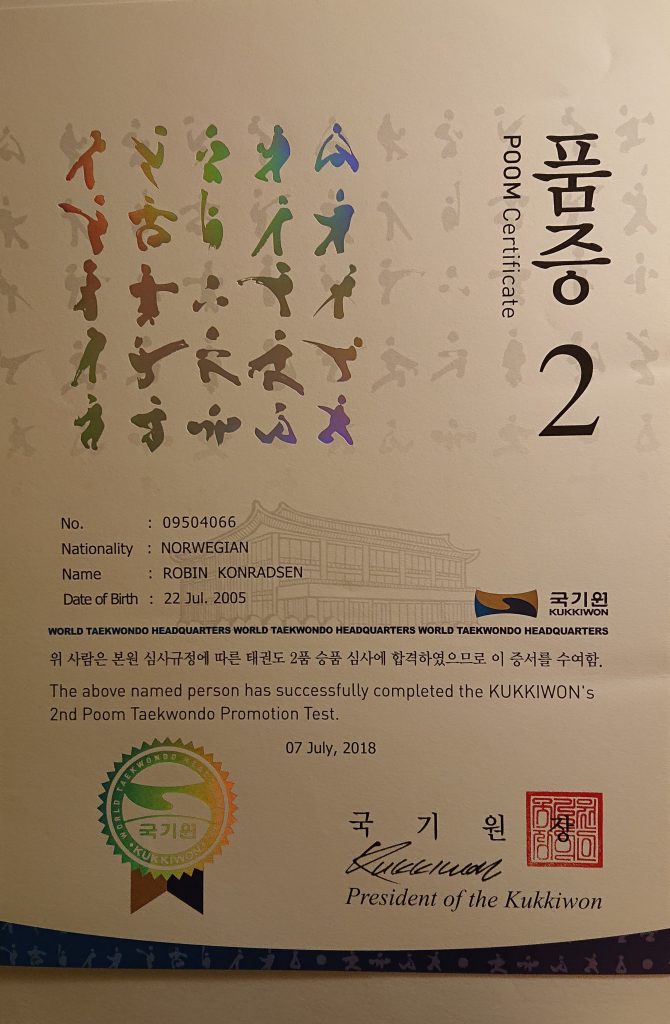 품증
POOM Certificate
2
No. : 09504066
Nationality : NORWEGIAN
Name : ROBIN KONRADSEN
Date of Birth : 22 Jul. 2005
국기원
KUKKIWON
WORLD TAEKWONDO HEADQUARTERS WORLD TAEKWONDO HEADQUARTERS WORLD TAEKWONDO HEADQUARTERS
위 사람은 본원 심사규정에 따른 태권도 2품 승품 심사에 합격하였으므로 이 증서를 수여함.
The above named person has successfully completed the KUKKIWON's
2nd Poom Taekwondo Promotion Test.
07 July, 2018
WORLD TAEKWONDO HEADQUARTERS
국기원
KUKKIWON
국 기 원 장
Kukkiwon
President of the Kukkiwon